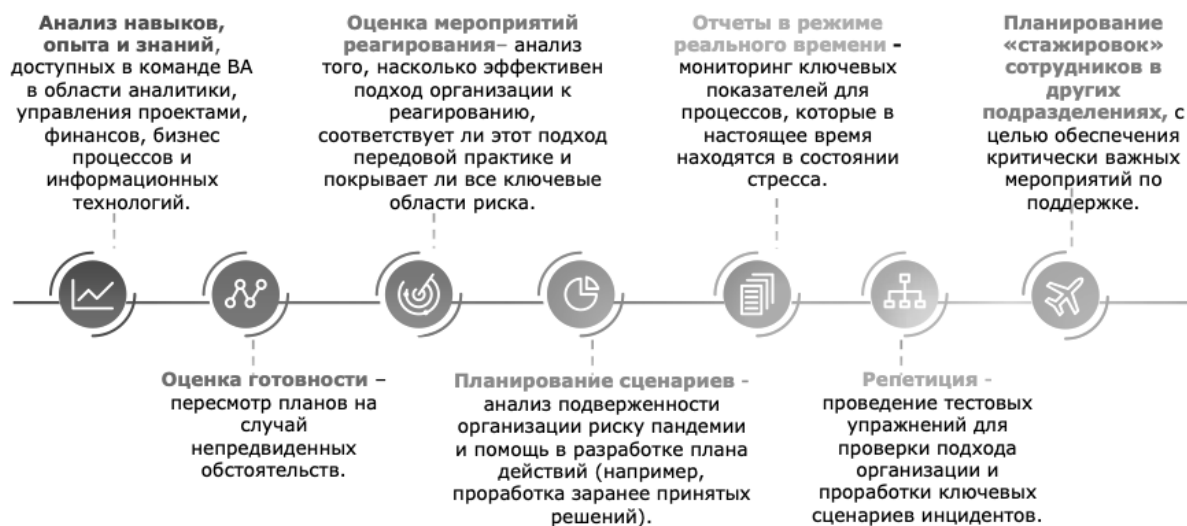 Анализ навыков,
опыта и знаний,
доступных в команде ВА
в области аналитики,
управления проектами,
финансов, бизнес
процессов и
информационных
технологий.
Оценка готовности –
пересмотр планов на
случай
непредвиденных
обстоятельств.
Оценка мероприятий
реагирования– анализ
того, насколько эффективен
подход организации к
реагированию,
соответствует ли этот подход
передовой практике и
покрывает ли все ключевые
области риска.
Планирование сценариев -
анализ подверженности
организации риску пандемии
и помощь в разработке плана
действий (например,
проработка заранее принятых
решений).
Отчеты в режиме
реального времени -
мониторинг ключевых
показателей для
процессов, которые в
настоящее время
находятся в состоянии
стресса.
Репетиция -
проведение тестовых
упражнений для
проверки подхода
организации и
проработки ключевых
сценариев инцидентов.
Планирование
«стажировок»
сотрудников в
других
подразделениях, с
целью обеспечения
критически важных
мероприятий по
поддержке.